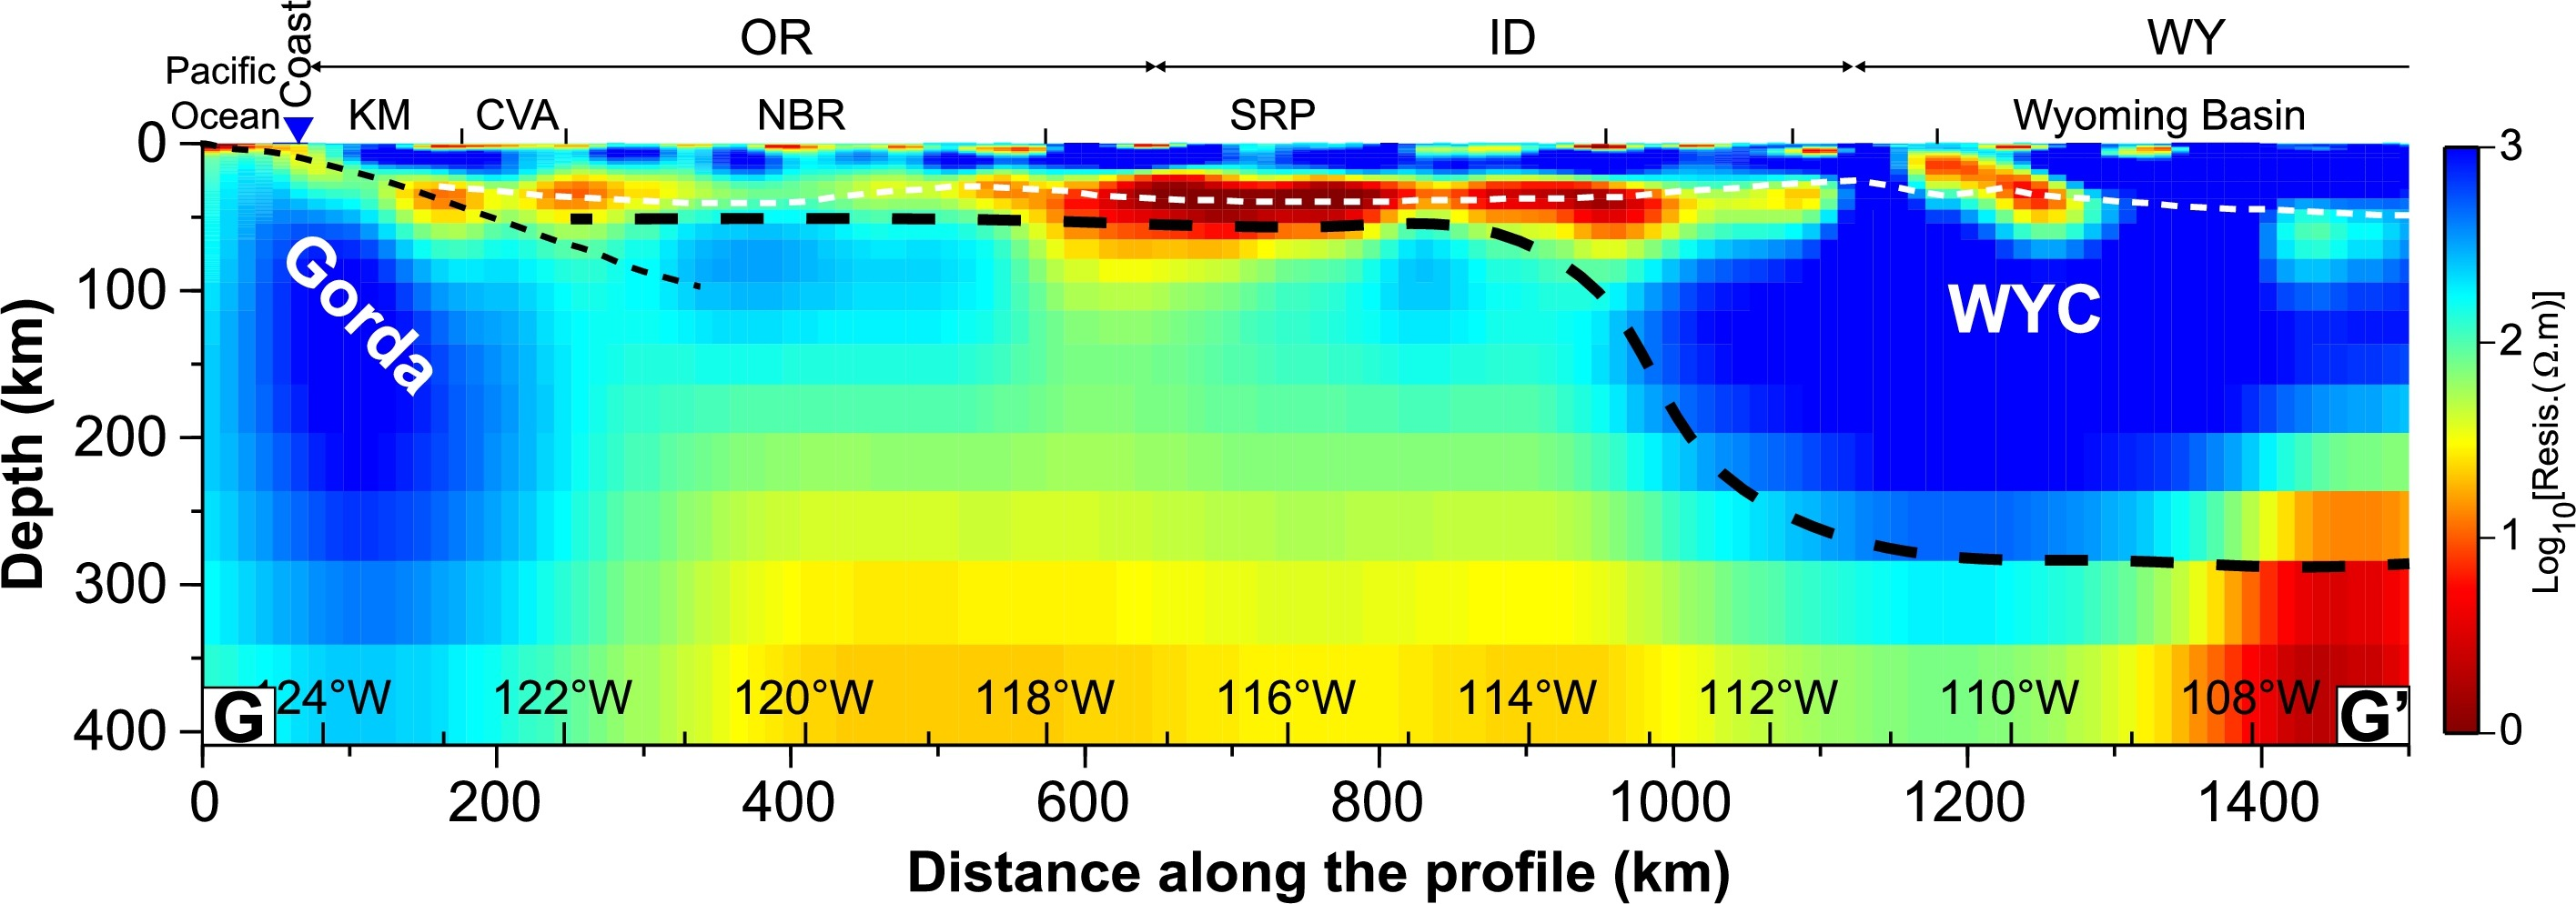 OR ID WY
Pacific
Ocean
Coast
KM CVA NBR SRP Wyoming Basin
0
100
200
300
400
Depth (km)
Gorda
WYC
124°W 122°W 120°W 118°W 116°W 114°W 112°W 110°W 108°W
G G’
0 200 400 600 800 1000 1200 1400
Distance along the profile (km)
3
2
1
0
Log10[Resis.(Ω.m)]